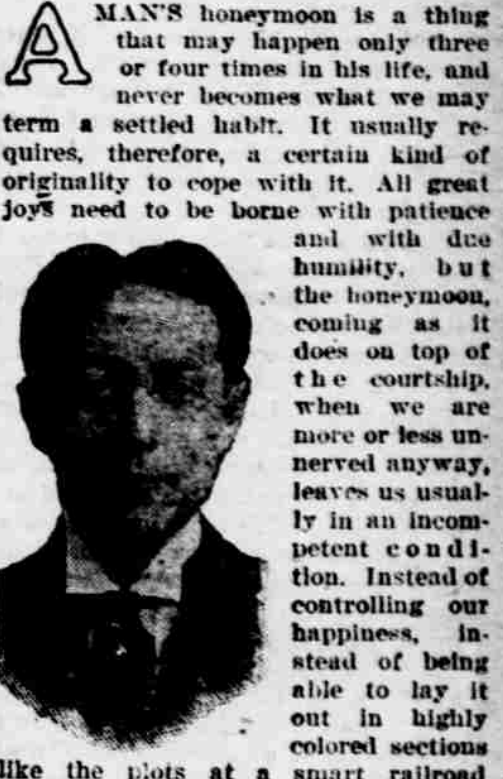 A MAN'S honeymoon is a thing
that may happen only three
or four times in his life, and
never becomes what we may
term a settled habit. It usually re-
quires, therefore, a certain kind of
originality to cope with it. All great
joys need to be borne with patience
and with due
humility, but
the honeymoon,
coming as it
does on top of
the courtship,
when we are
more or less un-
nerved anyway,
leaves us usual-
ly in an incom-
petent condi-
tion. Instead of
controlling our
happiness, in-
stead of being
able to lay it
out in highly
colored sections
like the plots at a smart railroad